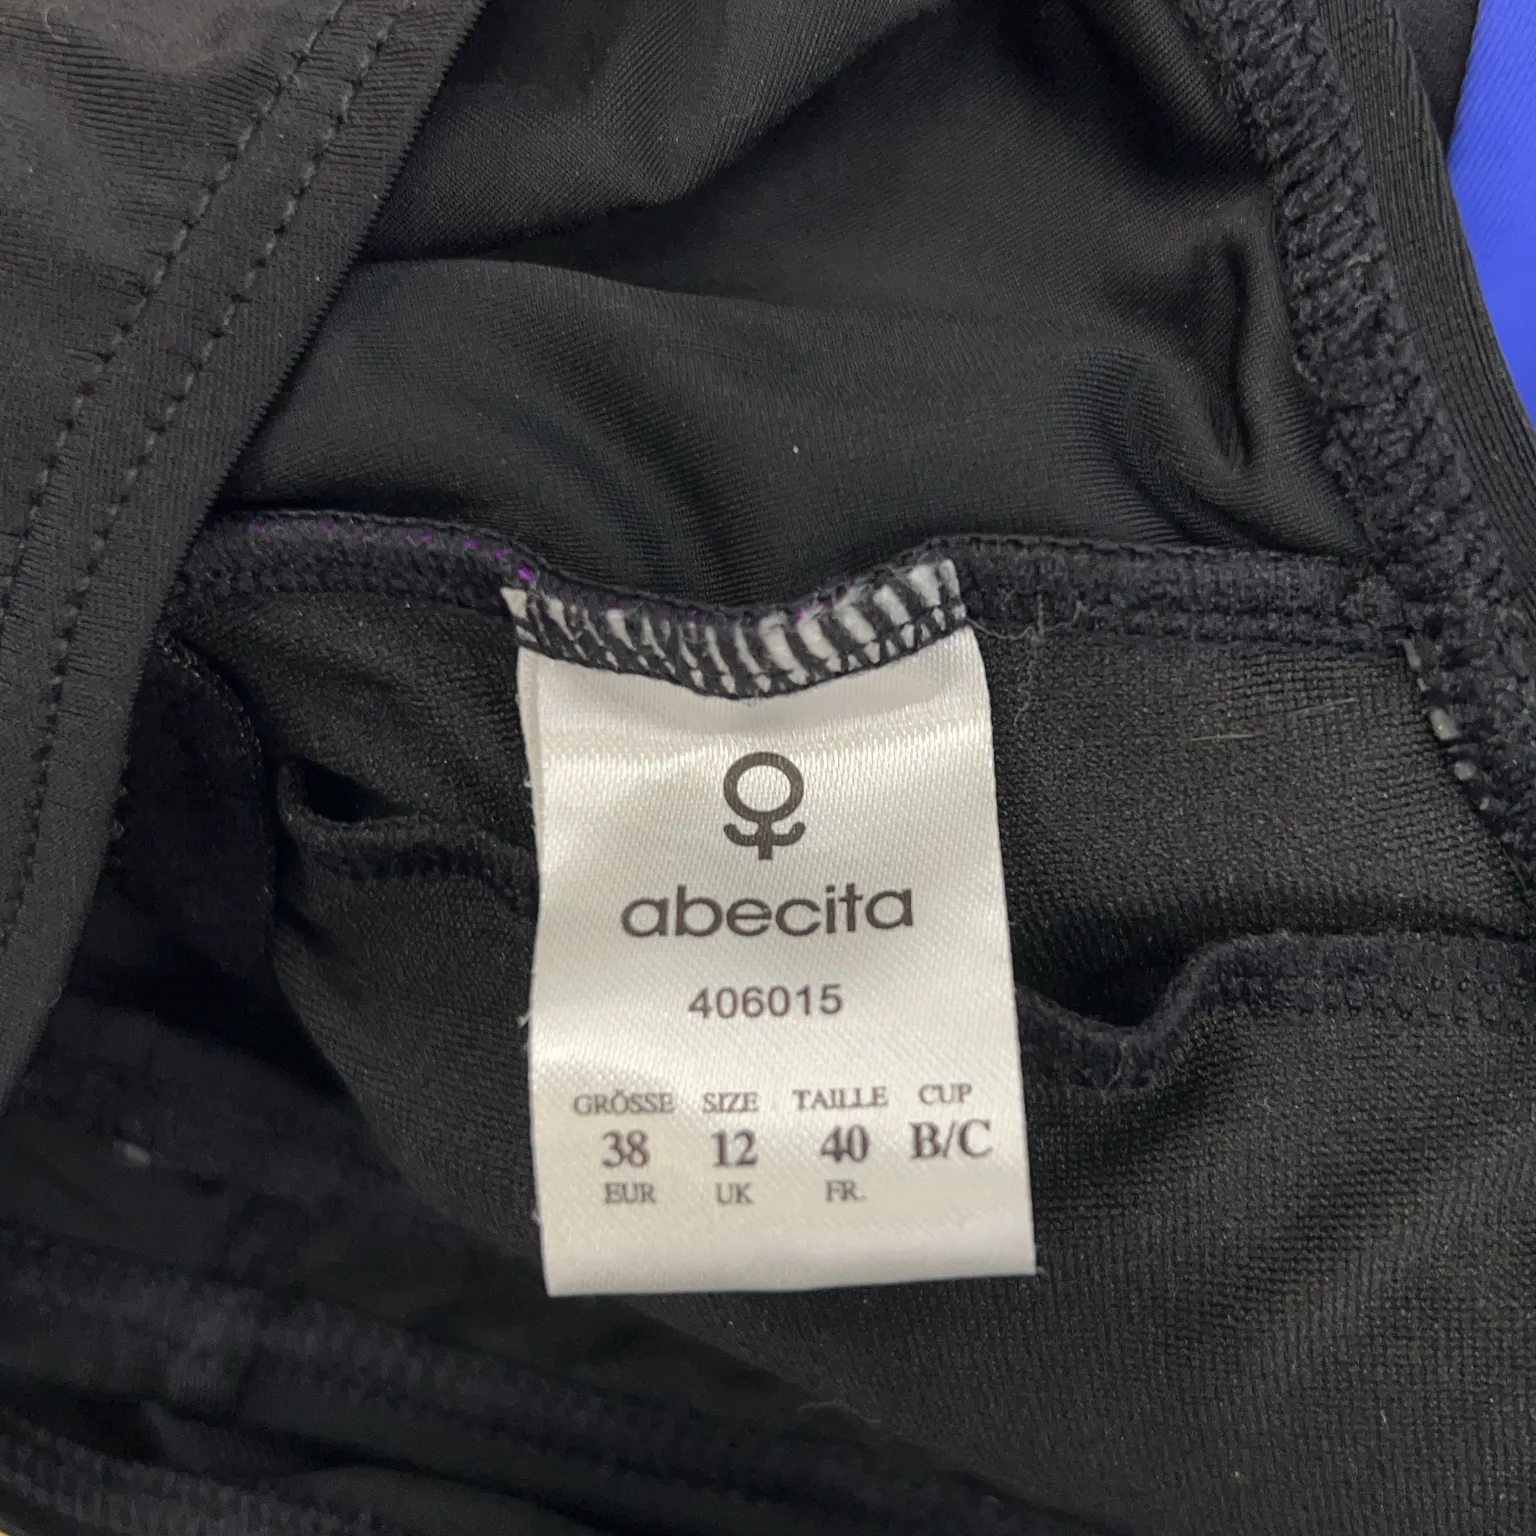 abecita
406015
GRÖSSE SIZE TAILLE CUP
38 12 40 B/C
EUR UK FR.